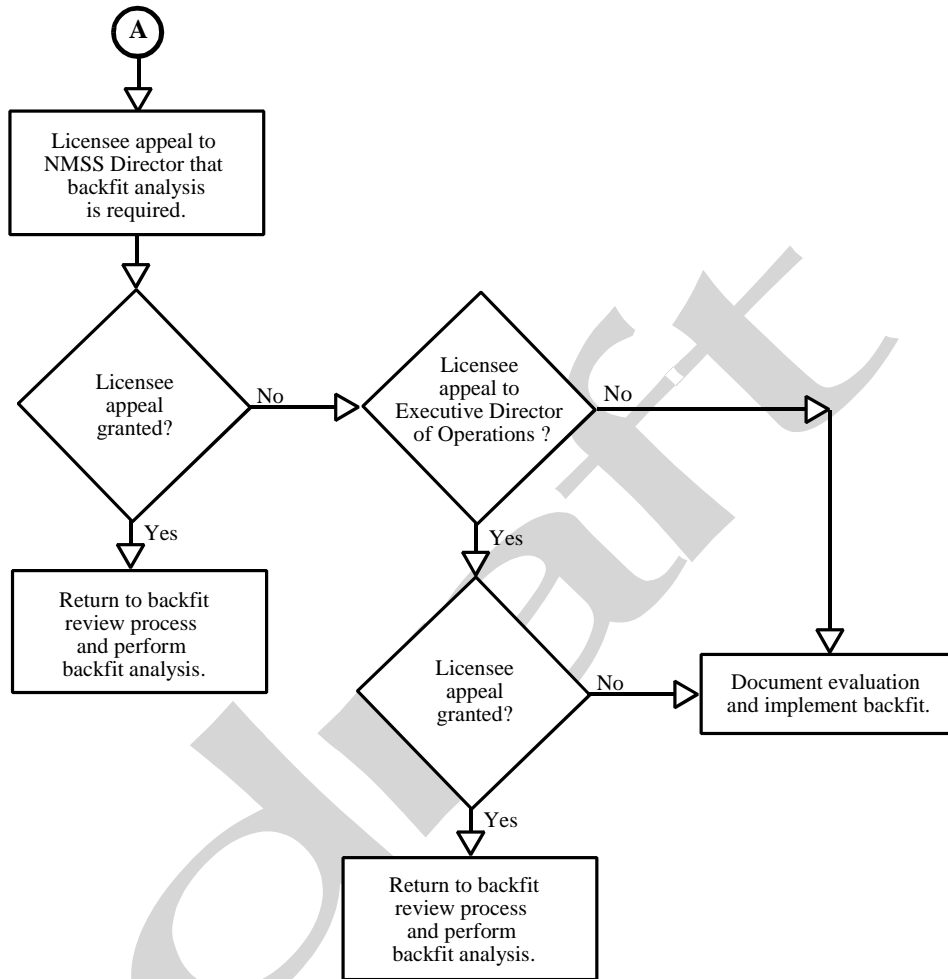 A
Licensee appeal to
NMSS Director that
backfit analysis
is required.
Licensee
appeal
granted?
No
Licensee
appeal to
Executive Director
of Operations ?
No
Yes
Return to backfit
review process
and perform
backfit analysis.
Yes
Licensee
appeal
granted?
No
Document evaluation
and implement backfit.
Yes
Return to backfit
review process
and perform
backfit analysis.
draft